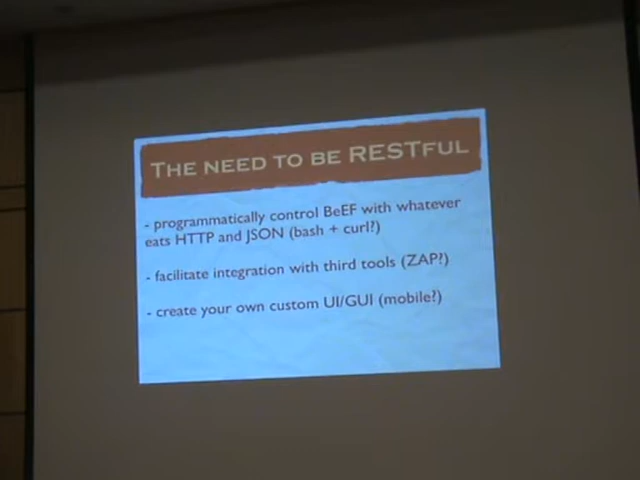 THE NEED TO BE RESTFUL
- programmatically control BeEF with whatever
eats HTTP and JSON (bash + curl?)
- facilitate integration with third tools (ZAP?)
- create your own custom UI/GUI (mobile?)